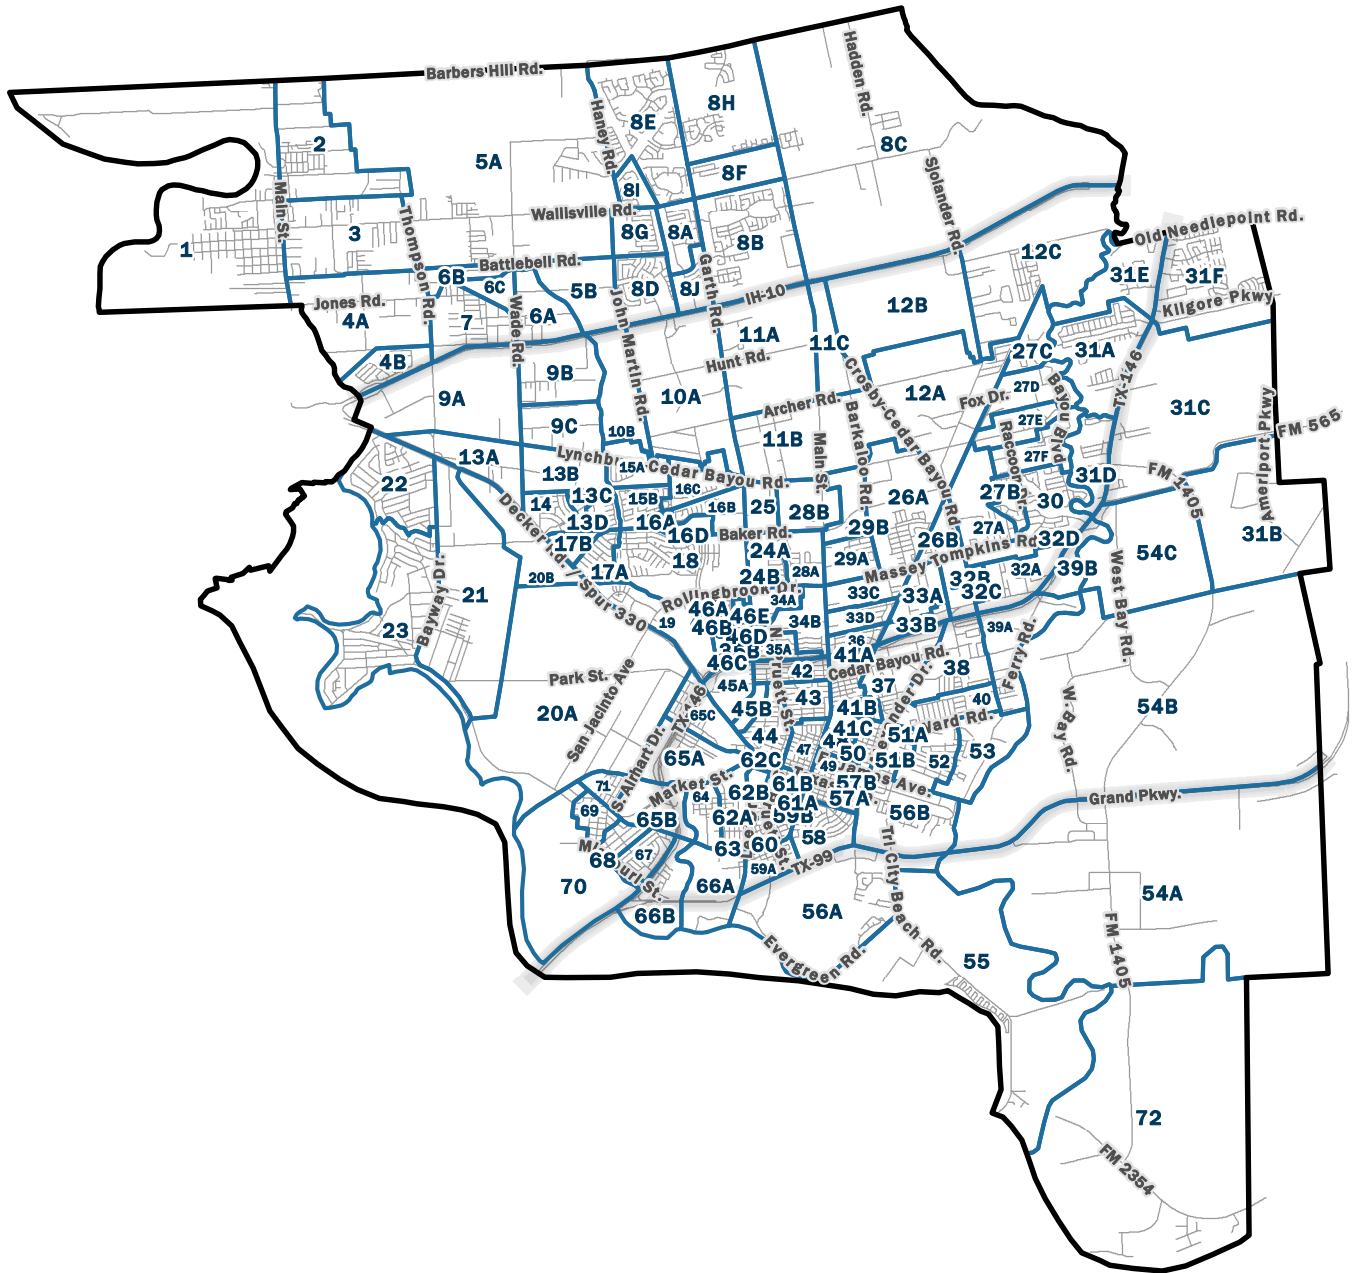 Barbers Hill Rd.
Hadden Rd.
8H
Haney Rd.
8E
2
8C
5A
8F
Sjolander Rd.
8I
Main St.
Thompson Rd.
Wallisville Rd.
Old Needlepoint Rd.
3
8G
8A
8B
1
12C
Battlebell Rd.
6B
6C
31E
31F
5B
8D
8J
Garth Rd.
IH-10
Jones Rd.
12B
Kilgore Pkwy
4A
7
Wade Rd.
6A
John Martin Rd.
11A
11C
27C
31A
4B
Hunt Rd.
Crosby-Cedar Bayou Rd.
TX-146
9B
9A
10A
12A
27D
Bayou Blvd
Fox Dr.
Archer Rd.
Barkaloo Rd.
31C
Amerlport Pkwy
FM 565
9C
10B
11B
Main St.
27E
Raccoon Dr.
13A
Lynchbr
Cedar Bayou Rd.
27F
15A
13B
22
31D
FM 1405
16C
27B
14
13C
15B
16B
25
28B
26A
30
Decker Rd. / Spur 330
13D
16A
16D
Baker Rd.
29B
27A
31B
17B
26B
Massey Tompkins Rd
32D
24A
54C
18
29A
17A
28A
32A
39B
20B
24B
32B
Bayway Dr.
21
Rollingbrook Dr.
33C
33A
32C
West Bay Rd.
34A
46A
46E
19
46B
34B
33D
33B
39A
23
46D
36
35A
41A
46C
Cedar Bayou Rd.
Ferry Rd.
38
42
Park St.
45A
37
43
40
W. Bay Rd.
San Jacinto Ave
TX-146
45B
41B
54B
20A
65C
Ward Rd.
41C
51A
44
S. Airhart Dr.
47
50
53
65A
62C
51B
52
49
Market St.
61B
57B
71
62B
64
57A
Grand Pkwy.
61A
69
56B
62A
59B
65B
58
Tri City Beach Rd.
63
60
67
68
TX-99
59A
70
66A
54A
56A
66B
FM 1405
Evergreen Rd.
55
72
FM 2354